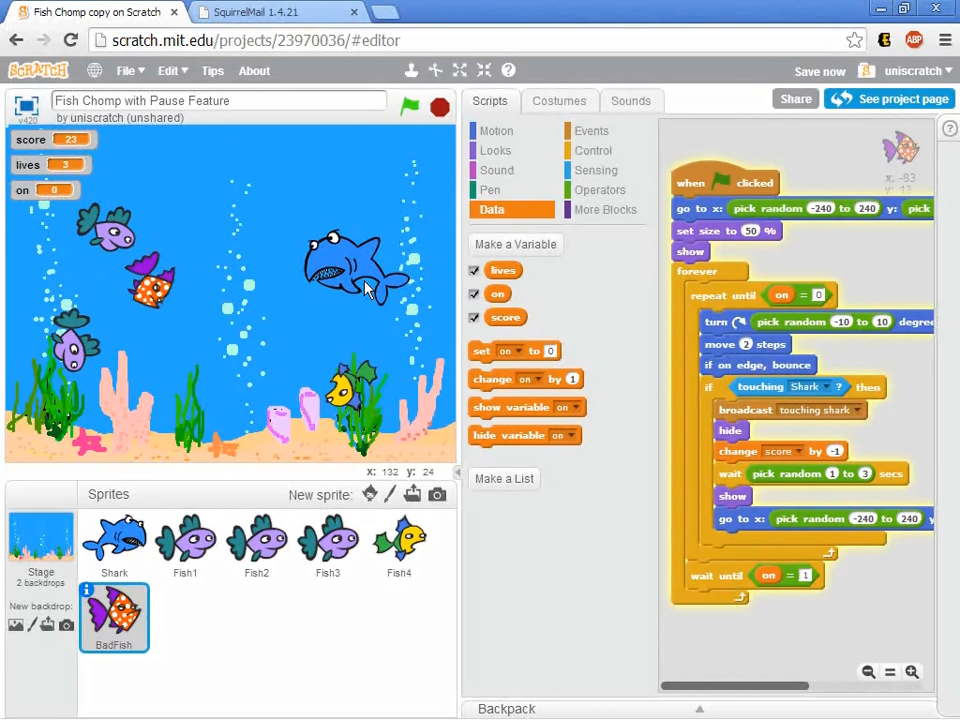 Fish Chomp copy on Scratch × SquirrelMail 1.4.21 ×
scratch.mit.edu/projects/23970036/#editor
ABP
SCRATCH File Edit Tips About Save now uniscratch
v420 Fish Chomp with Pause Feature
by uniscratch (unshared)
Scripts Costumes Sounds Share See project page
score 23
lives 3
on 0
Motion Events
Looks Control
Sound Sensing
Pen Operators
Data More Blocks
Make a Variable
lives
on
score
set on to 0
change on by 1
show variable on
hide variable on
Make a List
x: -83
y: 13
when clicked
go to x: pick random -240 to 240 y: pick
set size to 50 %
show
forever
repeat until on = 0
turn pick random -10 to 10 degre
move 2 steps
if on edge, bounce
if touching Shark ? then
broadcast touching shark
hide
change score by -1
wait pick random 1 to 3 secs
show
go to x: pick random -240 to 240 y
wait until on = 1
x: 132 y: 24
Sprites New sprite:
Stage
2 backdrops
New backdrop:
Shark Fish1 Fish2 Fish3 Fish4
BadFish
Backpack